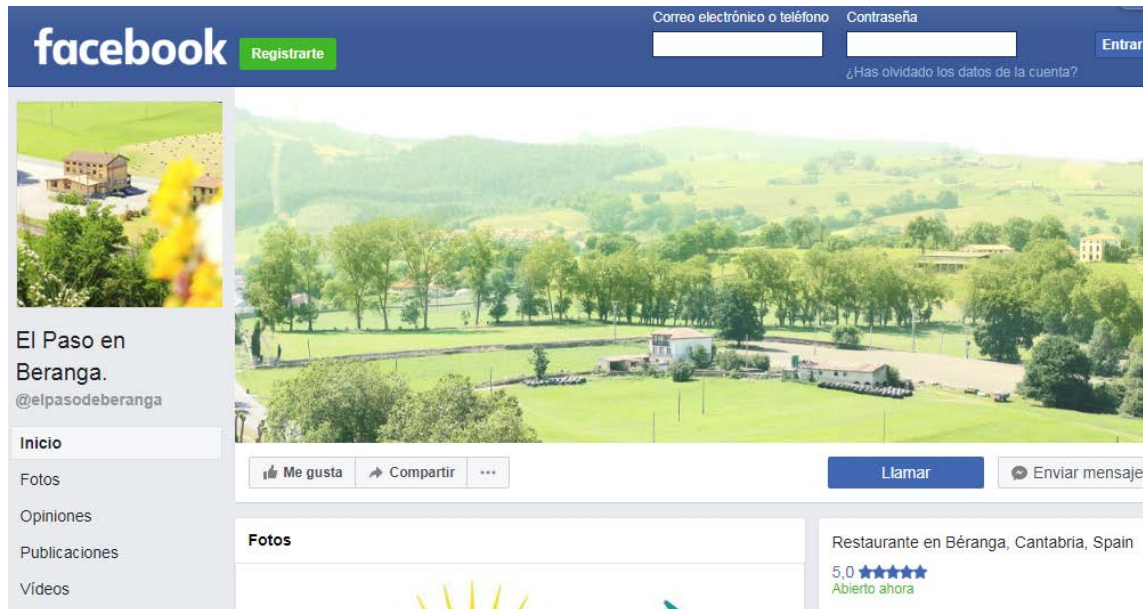 facebook
Registrarte
Correo electrónico o teléfono
Contraseña
Entrar
¿Has olvidado los datos de la cuenta?
El Paso en
Beranga.
@elpasodeberanga
Inicio
Fotos
Opiniones
Publicaciones
Vídeos
Me gusta
Compartir
Llamar
Enviar mensaje
Fotos
Restaurante en Béranga, Cantabria, Spain
5,0
Abierto ahora